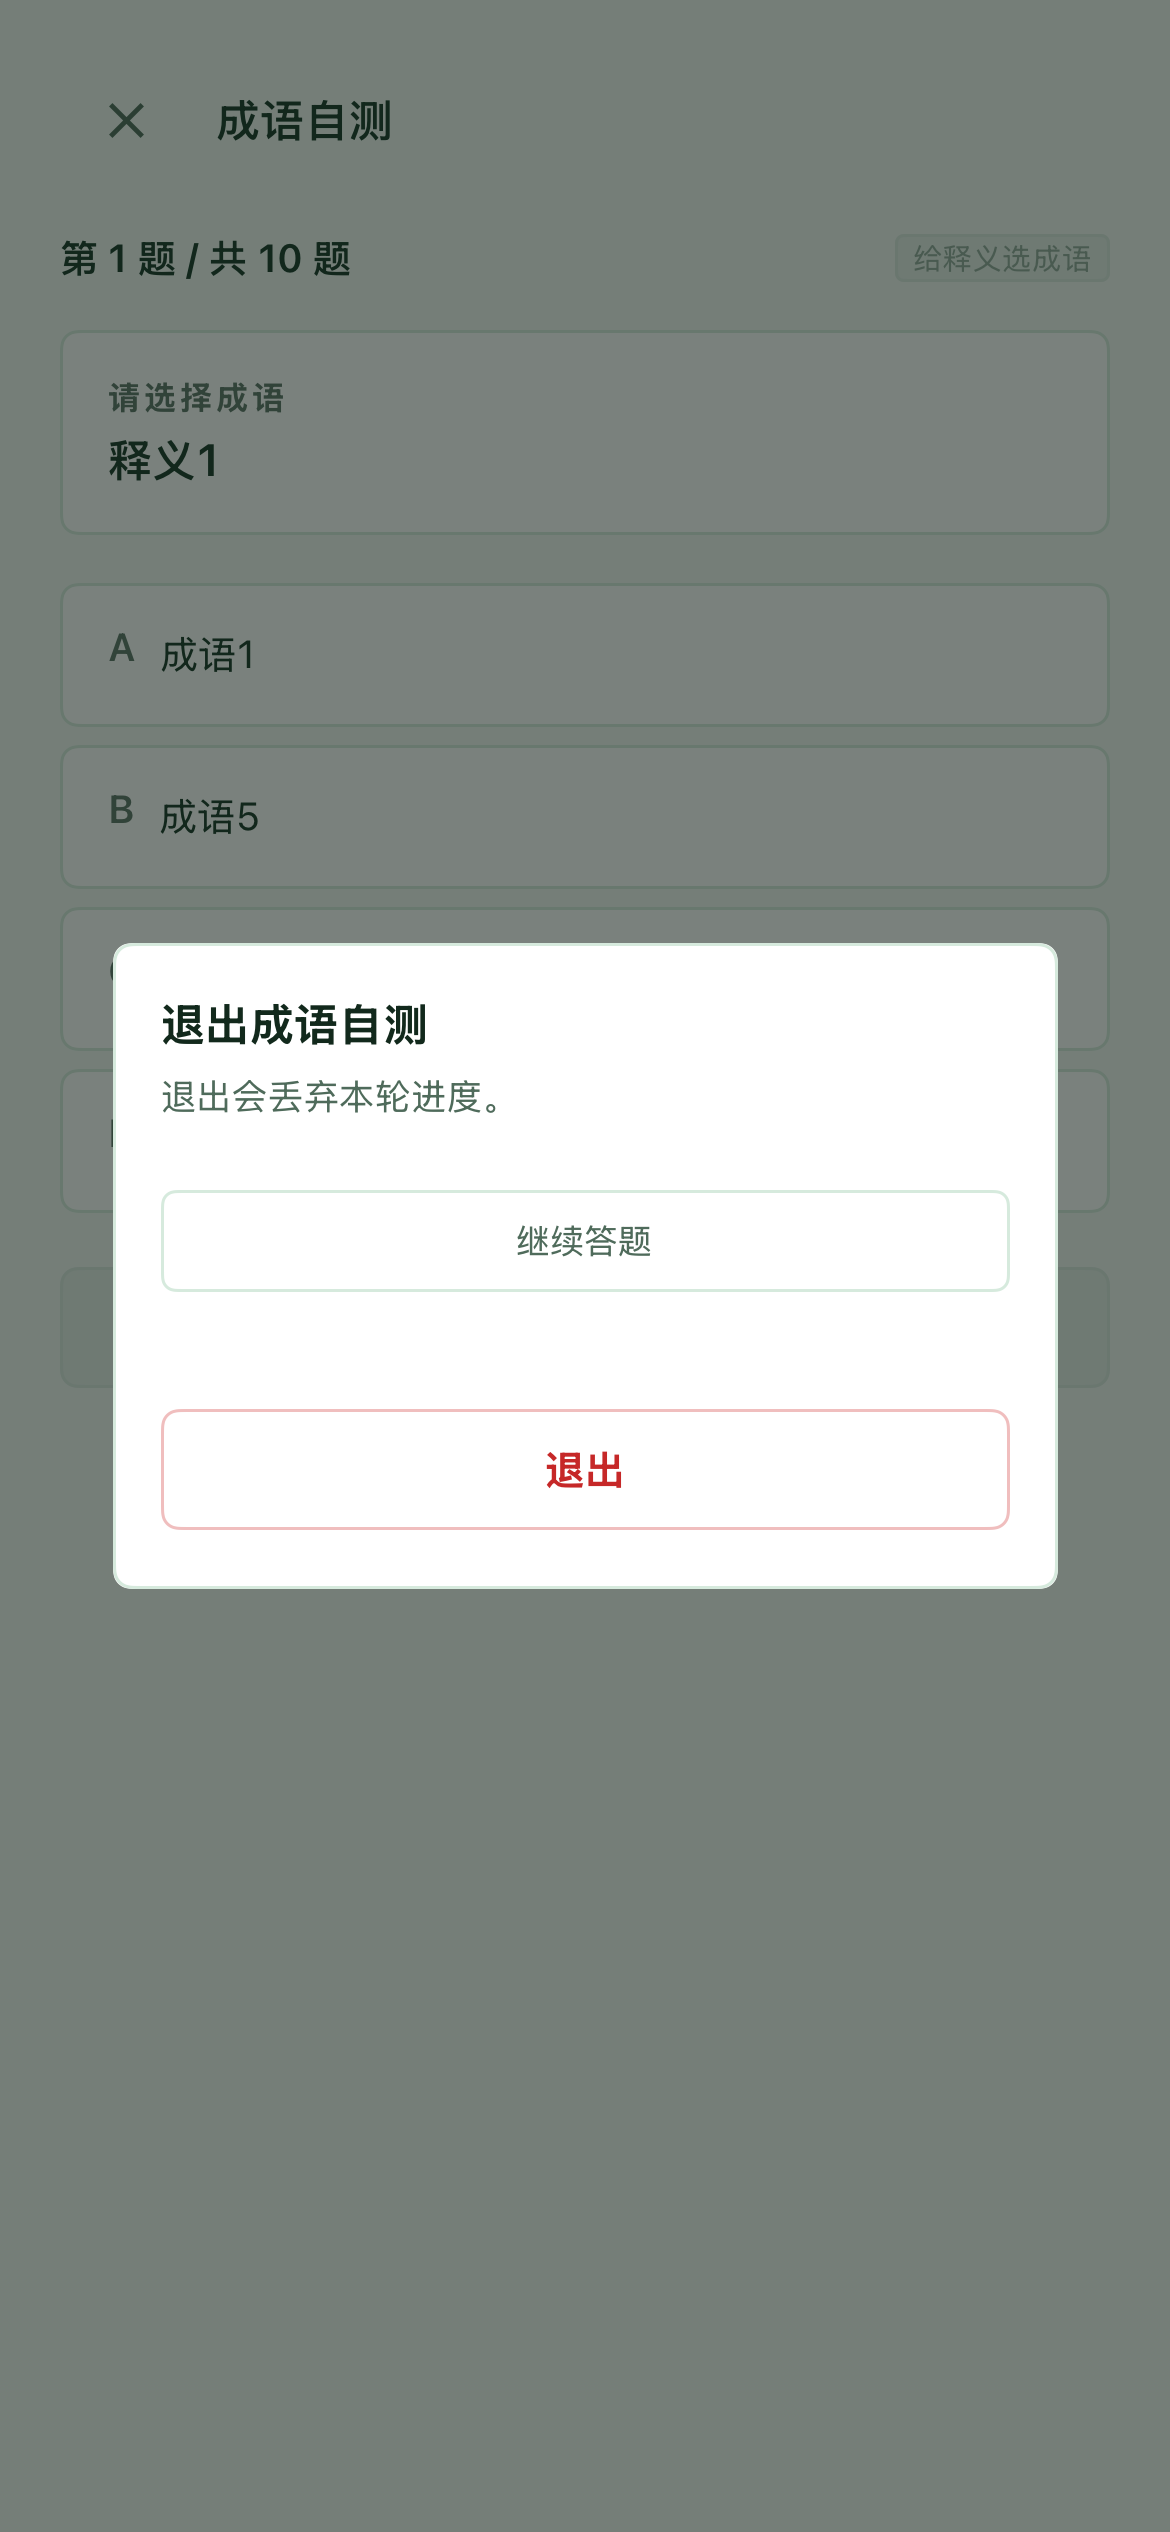 成语自测
第 1 题 / 共 10 题
给释义选成语
请选择成语
释义1
A 成语1
B 成语5
退出成语自测
退出会丢弃本轮进度。
继续答题
退出